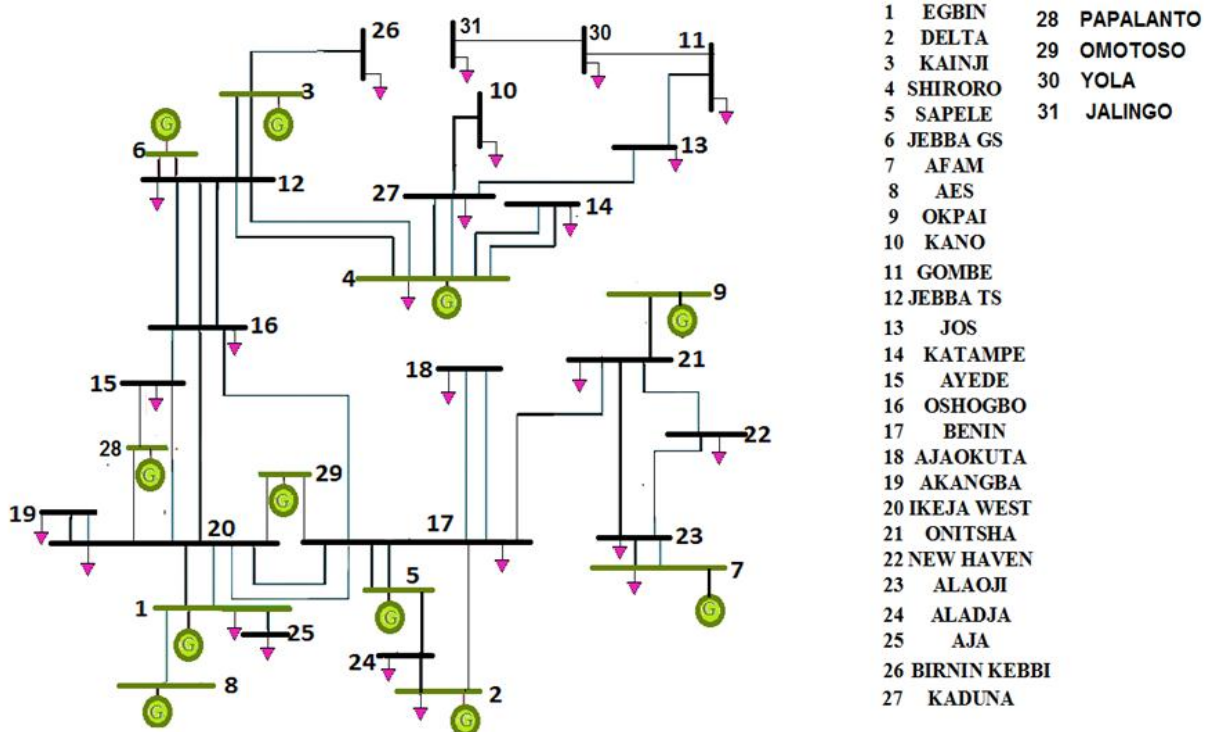 26
31
30
11
3
10
G
G
6
13
12
27
14
4
G
9
G
16
18
21
15
28
G
29
G
22
19
20
17
23
5
G
7
G
1
G
25
24
8
G
2
G
1 EGBIN
2 DELTA
3 KAINJI
4 SHIRORO
5 SAPELE
6 JEBBA GS
7 AFAM
8 AES
9 OKPAI
10 KANO
11 GOMBE
12 JEBBA TS
13 JOS
14 KATAMPE
15 AYEDE
16 OSHOGBO
17 BENIN
18 AJAOKUTA
19 AKANGBA
20 IKEJA WEST
21 ONITSHA
22 NEW HAVEN
23 ALAOJI
24 ALADJA
25 AJA
26 BIRNIN KEBBI
27 KADUNA
28 PAPALANTO
29 OMOTOSO
30 YOLA
31 JALINGO